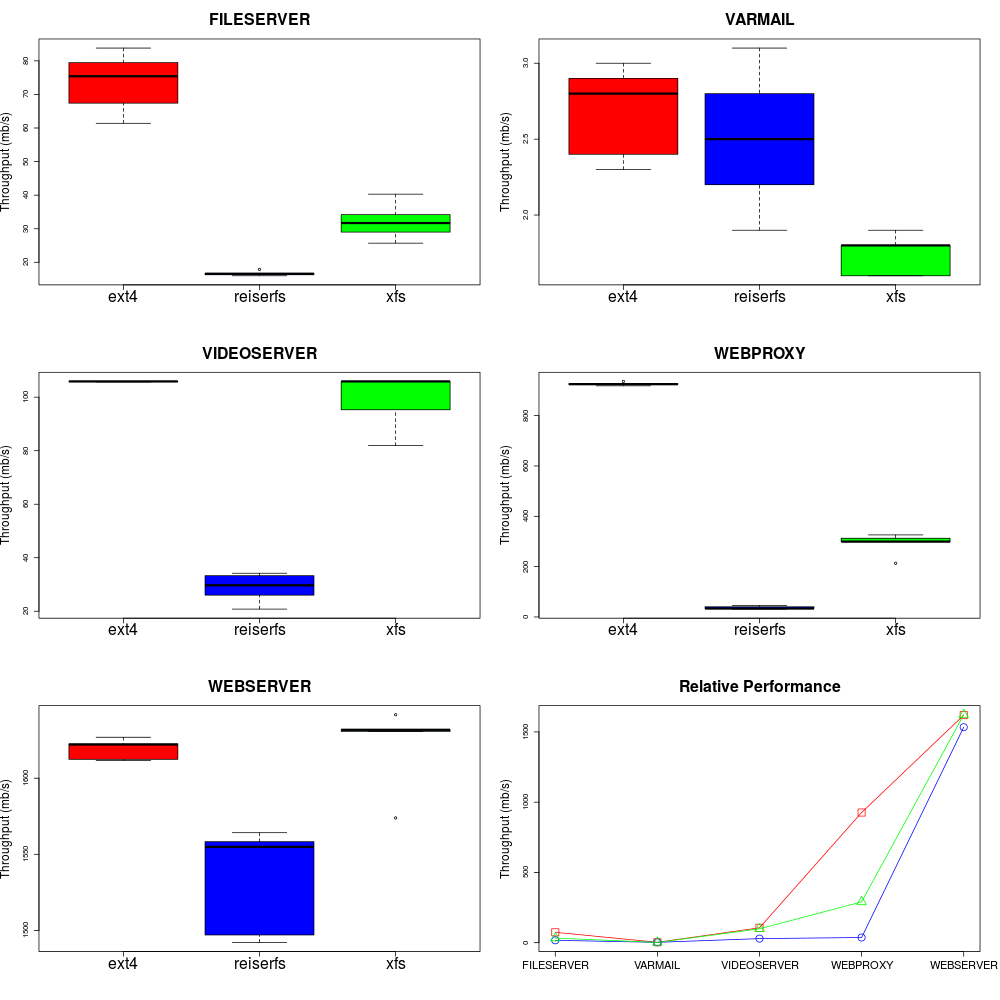 FILESERVER
Throughput (mb/s)
80
70
60
50
40
30
20
ext4 reiserfs xfs
VARMAIL
Throughput (mb/s)
3.0
2.5
2.0
ext4 reiserfs xfs
VIDEOSERVER
Throughput (mb/s)
100
80
60
40
20
ext4 reiserfs xfs
WEBPROXY
Throughput (mb/s)
800
600
400
200
0
ext4 reiserfs xfs
WEBSERVER
Throughput (mb/s)
1600
1550
1500
ext4 reiserfs xfs
Relative Performance
Throughput (mb/s)
1500
1000
500
0
FILESERVER VARMAIL VIDEOSERVER WEBPROXY WEBSERVER